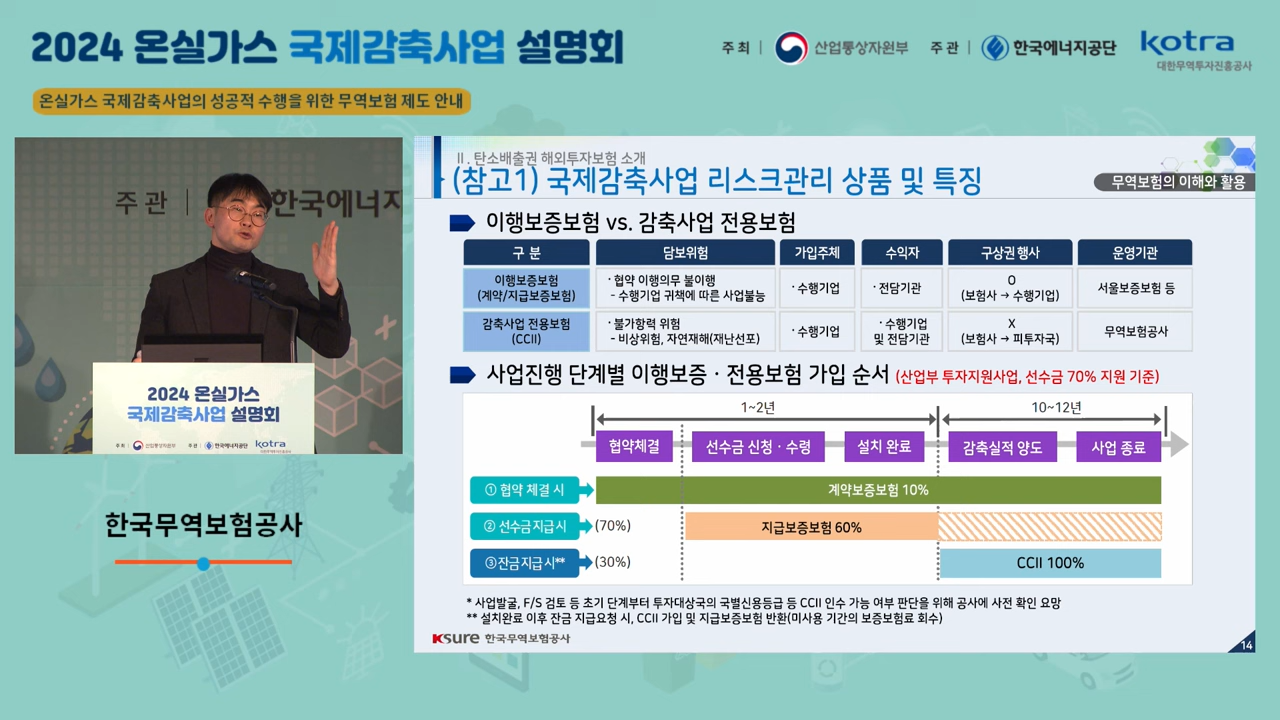 2024 온실가스 국제감축사업 설명회
주 최 | 산업통상자원부 주 관 | 한국에너지공단 kotra
대한무역투자진흥공사
온실가스 국제감축사업의 성공적 수행을 위한 무역보험 제도 안내
주 관 | 한국에너지
2024 온실가스
국제감축사업 설명회
주 최 | 산업통상자원부 주 관 | 한국에너지공단 kotra
한국무역보험공사
Ⅱ. 탄소배출권 해외투자보험 소개
(참고1) 국제감축사업 리스크관리 상품 및 특징
무역보험의 이해와 활용
이행보증보험 vs. 감축사업 전용보험
구 분 담보위험 가입주체 수익자 구상권 행사 운영기관
이행보증보험
(계약/지급보증보험)
· 협약 이행의무 불이행
- 수행기업 귀책에 따른 사업불능
· 수행기업
· 전담기관
O
(보험사 → 수행기업)
서울보증보험 등
감축사업 전용보험
(CCII)
· 불가항력 위험
- 비상위험, 자연재해(재난선포)
· 수행기업
· 수행기업
및 전담기관
X
(보험사 → 피투자국)
무역보험공사
사업진행 단계별 이행보증 · 전용보험 가입 순서 (산업부 투자지원사업, 선수금 70% 지원 기준)
1~2년 10~12년
협약체결 선수금 신청 · 수령 설치 완료 감축실적 양도 사업 종료
① 협약 체결 시 계약보증보험 10%
② 선수금지급시 (70%) 지급보증보험 60%
③잔금지급시** (30%) CCII 100%
* 사업발굴, F/S 검토 등 초기 단계부터 투자대상국의 국별신용등급 등 CCII 인수 가능 여부 판단을 위해 공사에 사전 확인 요망
** 설치완료 이후 잔금 지급요청 시, CCII 가입 및 지급보증보험 반환(미사용 기간의 보증보험료 회수)
Ksure 한국무역보험공사
14